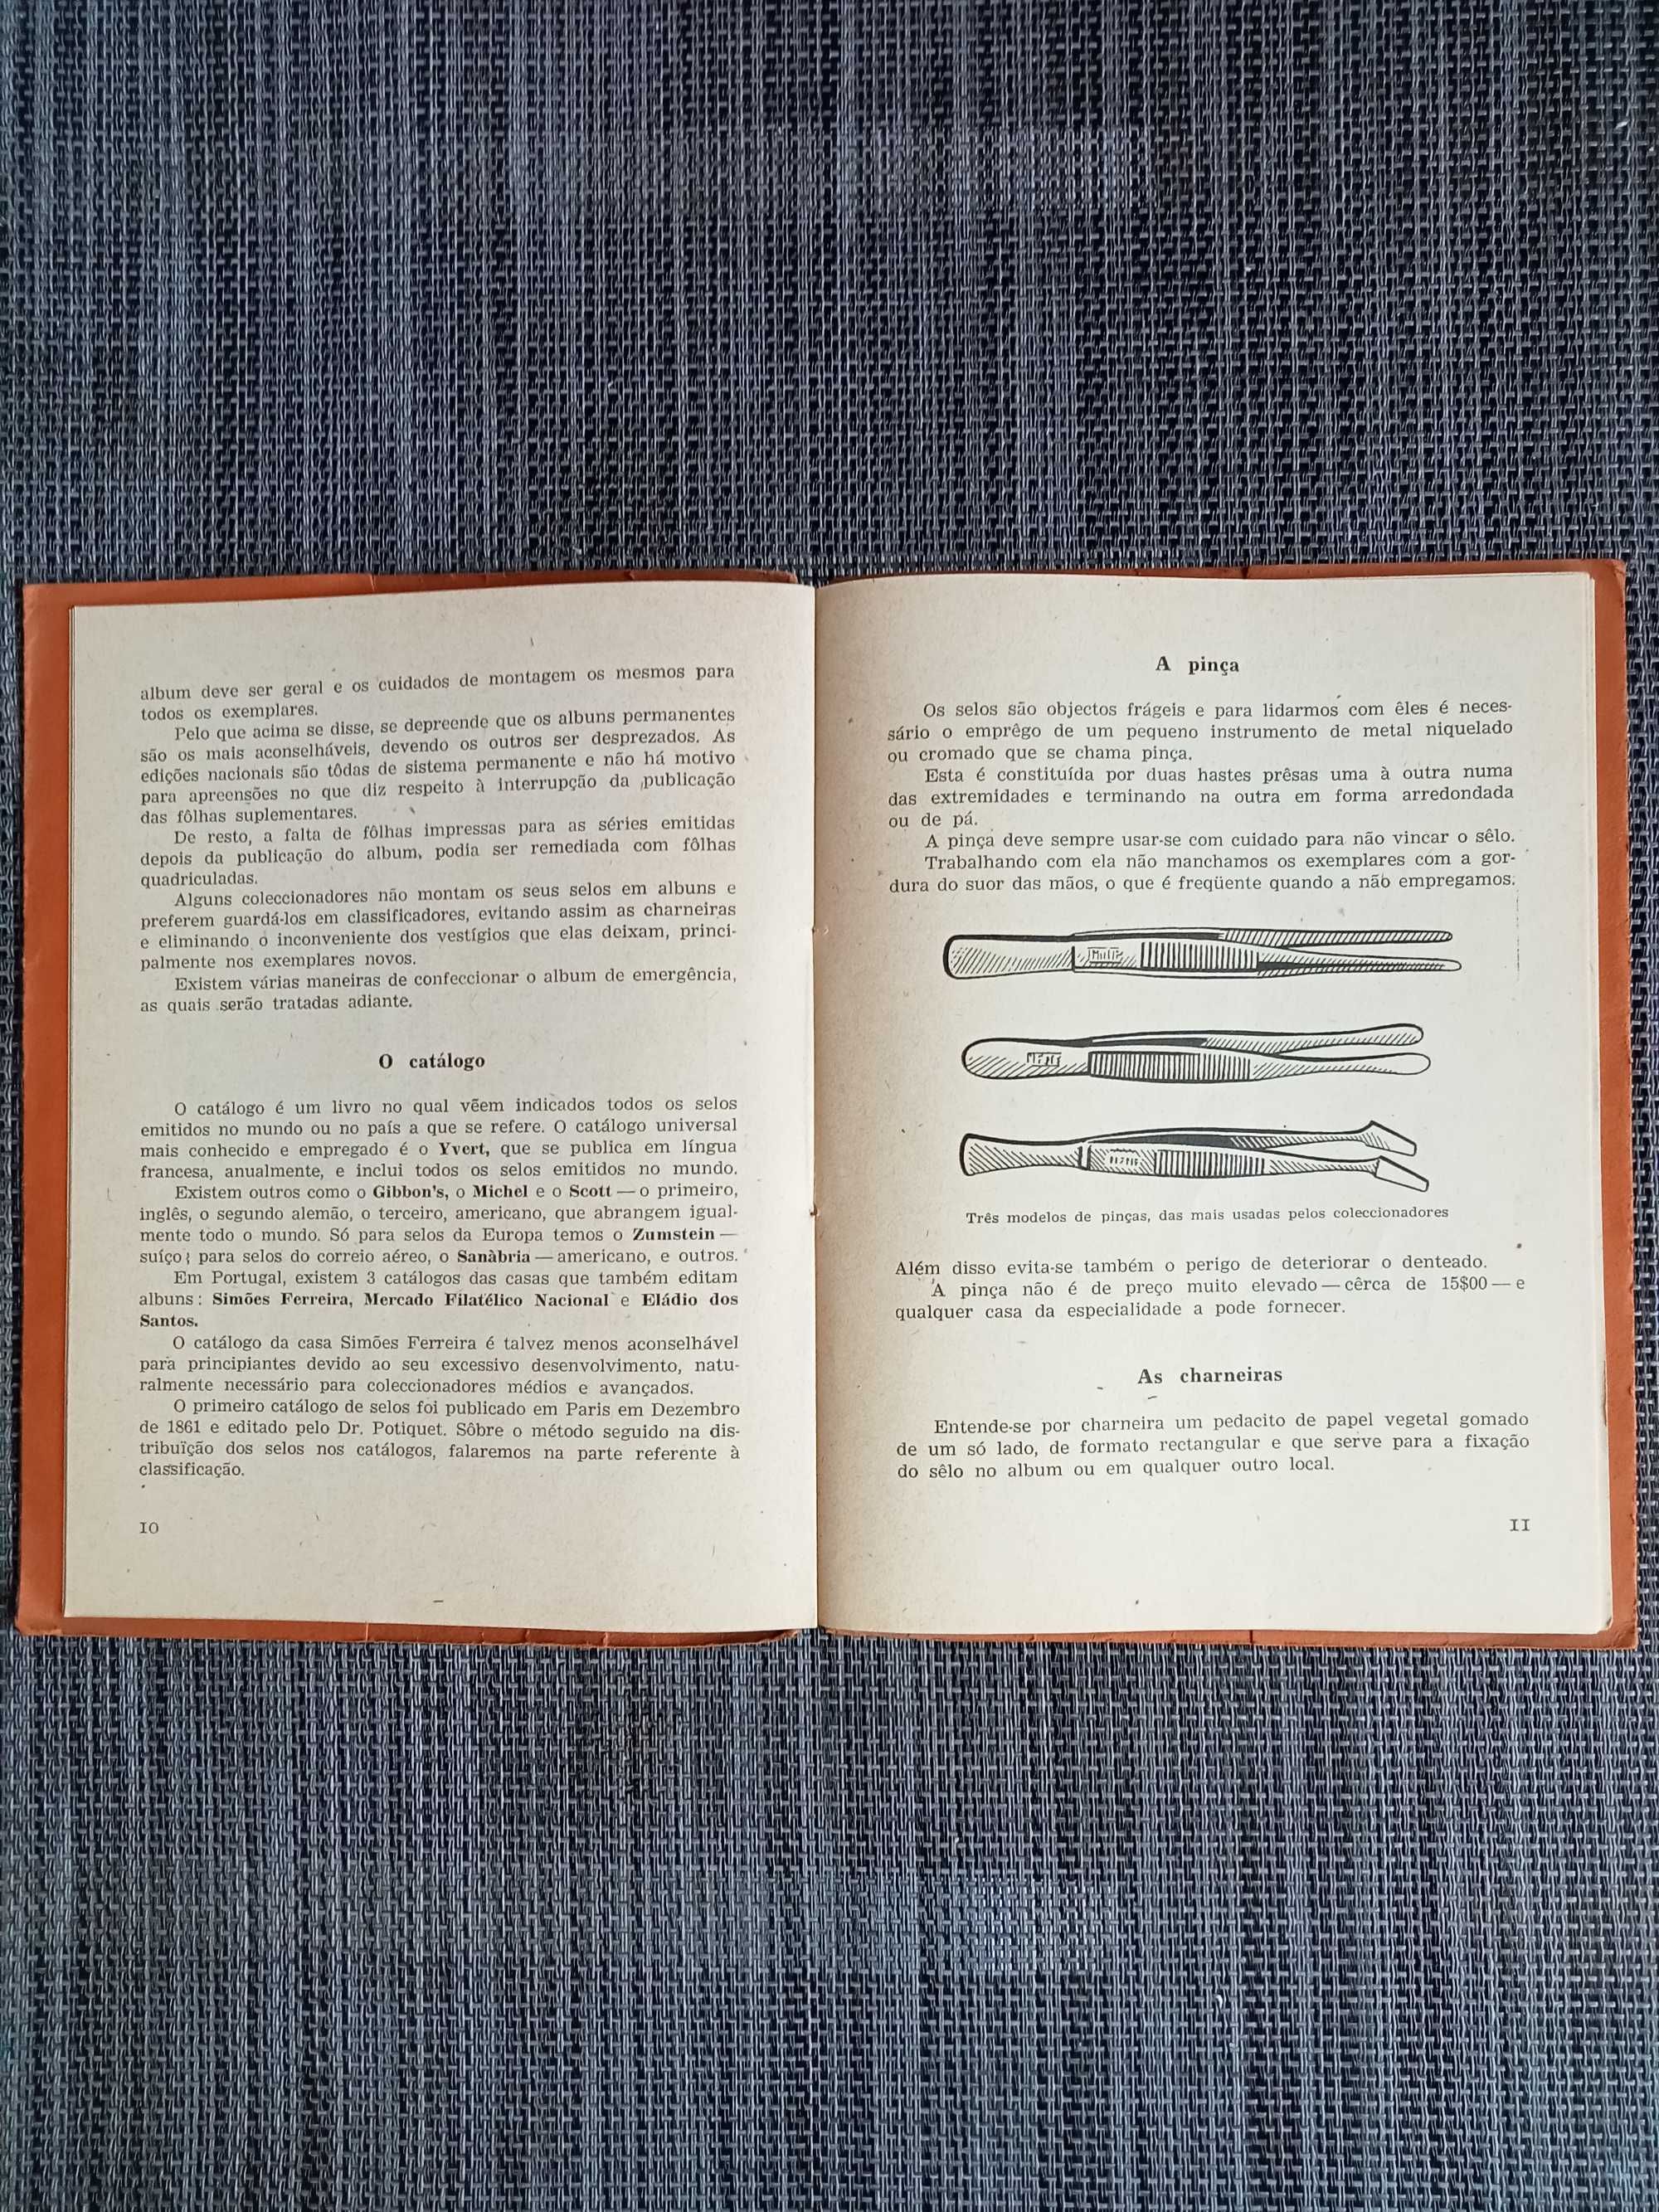 album deve ser geral e os cuidados de montagem os mesmos para
todos os exemplares.
Pelo que acima se disse, se depreende que os albuns permanentes
são os mais aconselháveis, devendo os outros ser desprezados. As
edições nacionais são tôdas de sistema permanente e não há motivo
para apreensões no que diz respeito à interrupção da publicação
das fôlhas suplementares.
De resto, a falta de fôlhas impressas para as séries emitidas
depois da publicação do album, podia ser remediada com fôlhas
quadriculadas.
Alguns coleccionadores não montam os seus selos em albuns e
preferem guardá-los em classificadores, evitando assim as charneiras
e eliminando o inconveniente dos vestígios que elas deixam, princi-
palmente nos exemplares novos.
Existem várias maneiras de confeccionar o album de emergência,
as quais serão tratadas adiante.
O catálogo
O catálogo é um livro no qual vẽem indicados todos os selos
emitidos no mundo ou no país a que se refere. O catálogo universal
mais conhecido e empregado é o Yvert, que se publica em língua
francesa, anualmente, e inclui todos os selos emitidos no mundo.
Existem outros como o Gibbon's, o Michel e o Scott — o primeiro,
inglês, o segundo alemão, o terceiro, americano, que abrangem igual-
mente todo o mundo. Só para selos da Europa temos o Zumstein —
suíço; para selos do correio aéreo, o Sanàbria — americano, e outros.
Em Portugal, existem 3 catálogos das casas que também editam
albuns: Simões Ferreira, Mercado Filatélico Nacional e Eládio dos
Santos.
O catálogo da casa Simões Ferreira é talvez menos aconselhável
para principiantes devido ao seu excessivo desenvolvimento, natu-
ralmente necessário para coleccionadores médios e avançados.
O primeiro catálogo de selos foi publicado em Paris em Dezembro
de 1861 e editado pelo Dr. Potiquet. Sôbre o método seguido na dis-
tribuïção dos selos nos catálogos, falaremos na parte referente à
classificação.
10
A pinça
Os selos são objectos frágeis e para lidarmos com êles é neces-
sário o emprêgo de um pequeno instrumento de metal niquelado
ou cromado que se chama pinça.
Esta é constituída por duas hastes prêsas uma à outra numa
das extremidades e terminando na outra em forma arredondada
ou de pá.
A pinça deve sempre usar-se com cuidado para não vincar o sêlo.
Trabalhando com ela não manchamos os exemplares com a gor-
dura do suor das mãos, o que é freqüente quando a não empregamos.
Três modelos de pinças, das mais usadas pelos coleccionadores
Além disso evita-se também o perigo de deteriorar o denteado.
A pinça não é de preço muito elevado — cêrca de 15$00 — e
qualquer casa da especialidade a pode fornecer.
As charneiras
Entende-se por charneira um pedacito de papel vegetal gomado
de um só lado, de formato rectangular e que serve para a fixação
do sêlo no album ou em qualquer outro local.
11